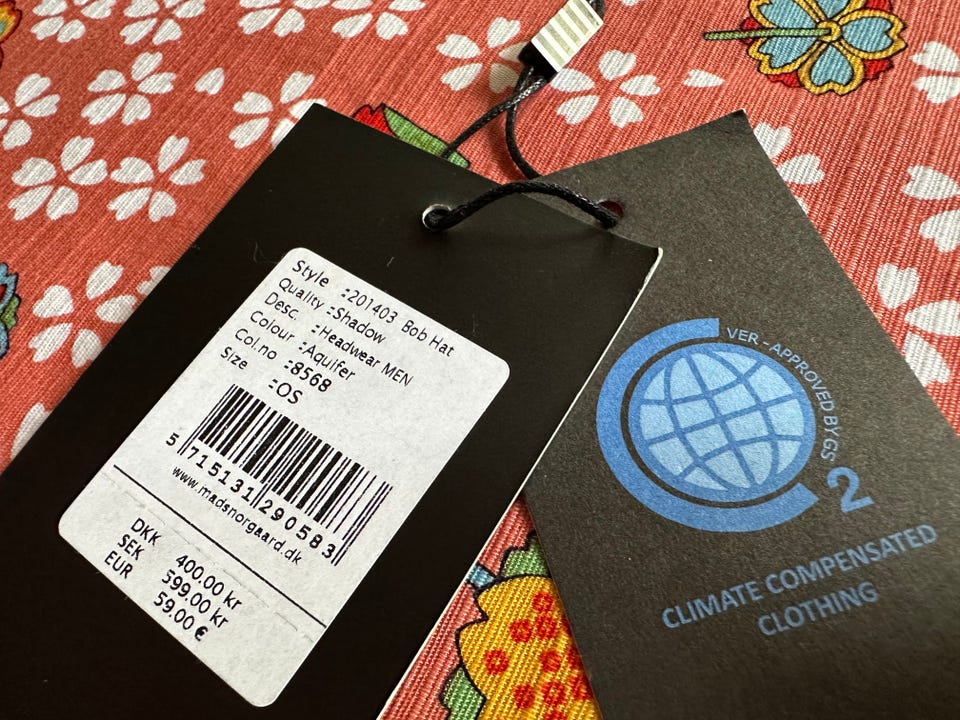 Style :201403 Bob Hat
Quality :Shadow
Desc. :Headwear MEN
Colour :Aquifer
Col.no :8568
Size :OS
5 715131 290583
www.madsnorgaard.dk
DKK 400.00 kr
SEK 599.00 kr
EUR 59.00 €
VER-APPROVED BY GS
2
CLIMATE COMPENSATED
CLOTHING